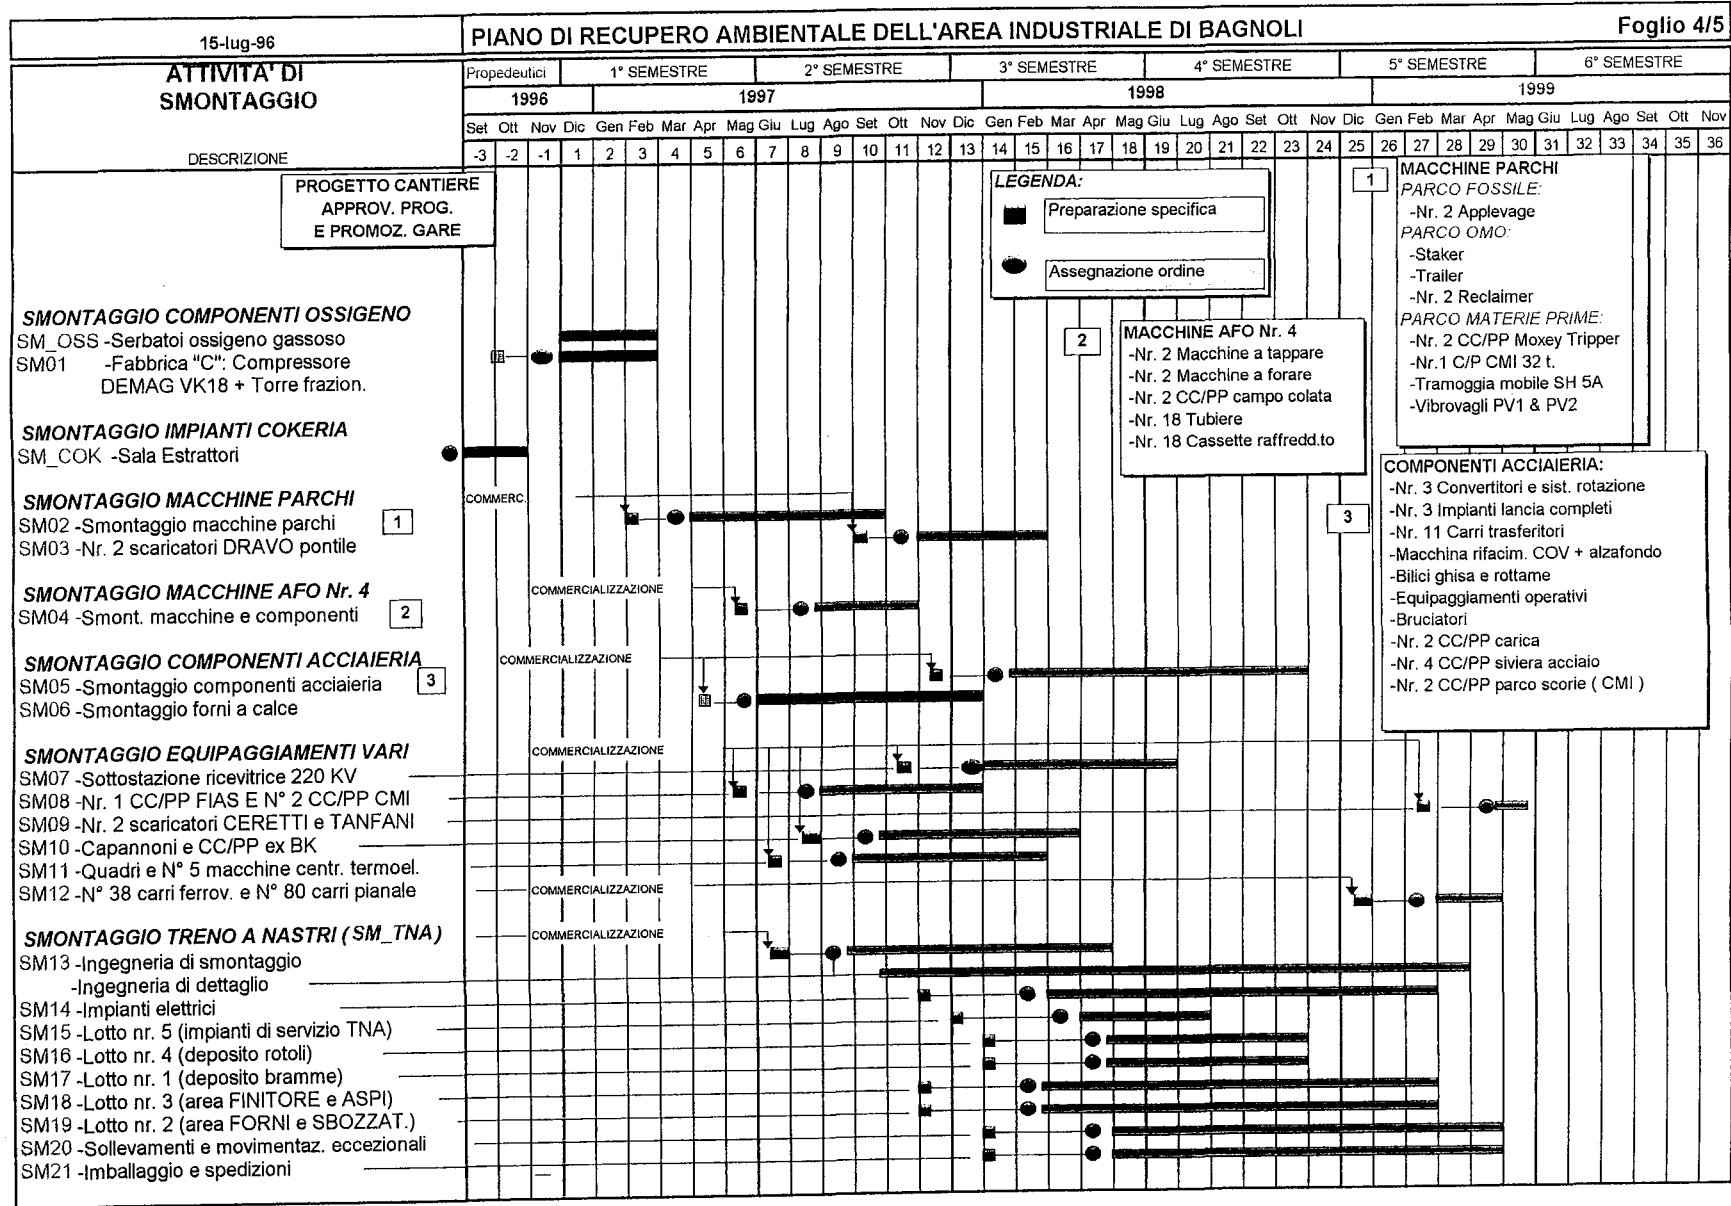 15-lug-96
PIANO DI RECUPERO AMBIENTALE DELL'AREA INDUSTRIALE DI BAGNOLI
Foglio 4/5
ATTIVITA' DI
SMONTAGGIO
DESCRIZIONE
Propedeutici 1° SEMESTRE 2° SEMESTRE 3° SEMESTRE 4° SEMESTRE 5° SEMESTRE 6° SEMESTRE
1996 1997 1998 1999
Set Ott Nov Dic Gen Feb Mar Apr Mag Giu Lug Ago Set Ott Nov Dic Gen Feb Mar Apr Mag Giu Lug Ago Set Ott Nov Dic Gen Feb Mar Apr Mag Giu Lug Ago Set Ott Nov
-3 -2 -1 1 2 3 4 5 6 7 8 9 10 11 12 13 14 15 16 17 18 19 20 21 22 23 24 25 26 27 28 29 30 31 32 33 34 35 36
PROGETTO CANTIERE
APPROV. PROG.
E PROMOZ. GARE
LEGENDA:
Preparazione specifica
Assegnazione ordine
1
MACCHINE PARCHI
PARCO FOSSILE:
-Nr. 2 Applevage
PARCO OMO:
-Staker
-Trailer
-Nr. 2 Reclaimer
PARCO MATERIE PRIME:
-Nr. 2 CC/PP Moxey Tripper
-Nr.1 C/P CMI 32 t.
-Tramoggia mobile SH 5A
-Vibrovagli PV1 & PV2
2
MACCHINE AFO Nr. 4
-Nr. 2 Macchine a tappare
-Nr. 2 Macchine a forare
-Nr. 2 CC/PP campo colata
-Nr. 18 Tubiere
-Nr. 18 Cassette raffredd.to
3
COMPONENTI ACCIAIERIA:
-Nr. 3 Convertitori e sist. rotazione
-Nr. 3 Impianti lancia completi
-Nr. 11 Carri trasferitori
-Macchina rifacim. COV + alzafondo
-Bilici ghisa e rottame
-Equipaggiamenti operativi
-Bruciatori
-Nr. 2 CC/PP carica
-Nr. 4 CC/PP siviera acciaio
-Nr. 2 CC/PP parco scorie ( CMI )
SMONTAGGIO COMPONENTI OSSIGENO
SM_OSS -Serbatoi ossigeno gassoso
SM01 -Fabbrica "C": Compressore
DEMAG VK18 + Torre frazion.
SMONTAGGIO IMPIANTI COKERIA
SM_COK -Sala Estrattori
SMONTAGGIO MACCHINE PARCHI
COMMERC.
SM02 -Smontaggio macchine parchi 1
SM03 -Nr. 2 scaricatori DRAVO pontile
SMONTAGGIO MACCHINE AFO Nr. 4
COMMERCIALIZZAZIONE
SM04 -Smont. macchine e componenti 2
SMONTAGGIO COMPONENTI ACCIAIERIA
COMMERCIALIZZAZIONE
SM05 -Smontaggio componenti acciaieria 3
SM06 -Smontaggio forni a calce
SMONTAGGIO EQUIPAGGIAMENTI VARI
COMMERCIALIZZAZIONE
SM07 -Sottostazione ricevitrice 220 KV
SM08 -Nr. 1 CC/PP FIAS E N° 2 CC/PP CMI
SM09 -Nr. 2 scaricatori CERETTI e TANFANI
SM10 -Capannoni e CC/PP ex BK
SM11 -Quadri e N° 5 macchine centr. termoel.
SM12 -N° 38 carri ferrov. e N° 80 carri pianale
COMMERCIALIZZAZIONE
SMONTAGGIO TRENO A NASTRI ( SM_TNA)
COMMERCIALIZZAZIONE
SM13 -Ingegneria di smontaggio
-Ingegneria di dettaglio
SM14 -Impianti elettrici
SM15 -Lotto nr. 5 (impianti di servizio TNA)
SM16 -Lotto nr. 4 (deposito rotoli)
SM17 -Lotto nr. 1 (deposito bramme)
SM18 -Lotto nr. 3 (area FINITORE e ASPI)
SM19 -Lotto nr. 2 (area FORNI e SBOZZAT.)
SM20 -Sollevamenti e movimentaz. eccezionali
SM21 -Imballaggio e spedizioni